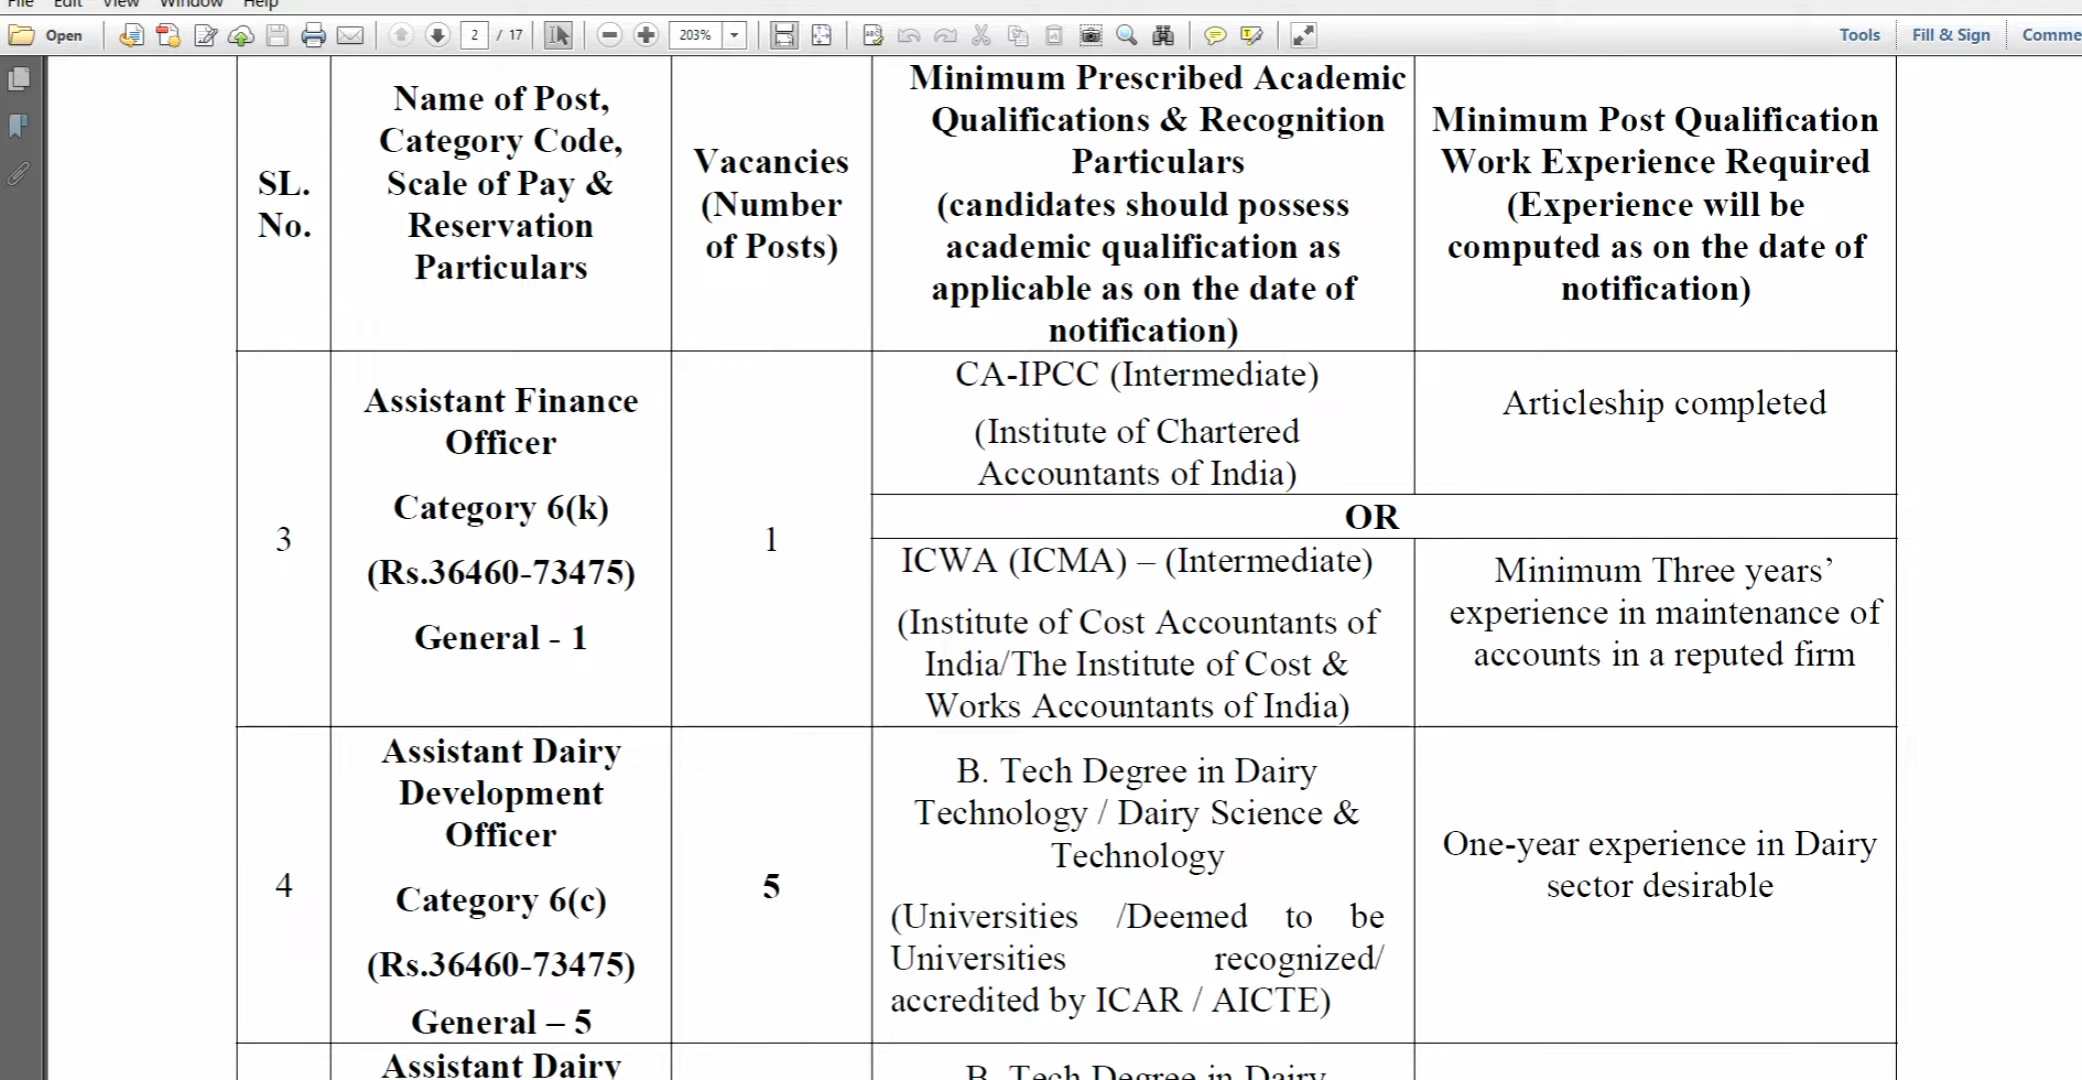 File Edit View Window Help
Open 2 / 17 203% Tools Fill & Sign Comme
SL.
No.
Name of Post,
Category Code,
Scale of Pay &
Reservation
Particulars
Vacancies
(Number
of Posts)
Minimum Prescribed Academic
Qualifications & Recognition
Particulars
(candidates should possess
academic qualification as
applicable as on the date of
notification)
Minimum Post Qualification
Work Experience Required
(Experience will be
computed as on the date of
notification)
3
Assistant Finance
Officer
Category 6(k)
(Rs.36460-73475)
General - 1
1
CA-IPCC (Intermediate)
(Institute of Chartered
Accountants of India)
Articleship completed
OR
ICWA (ICMA) – (Intermediate)
(Institute of Cost Accountants of
India/The Institute of Cost &
Works Accountants of India)
Minimum Three years’
experience in maintenance of
accounts in a reputed firm
4
Assistant Dairy
Development
Officer
Category 6(c)
(Rs.36460-73475)
General – 5
5
B. Tech Degree in Dairy
Technology / Dairy Science &
Technology
(Universities /Deemed to be
Universities recognized/
accredited by ICAR / AICTE)
One-year experience in Dairy
sector desirable
Assistant Dairy
B. Tech Degree in Dairy